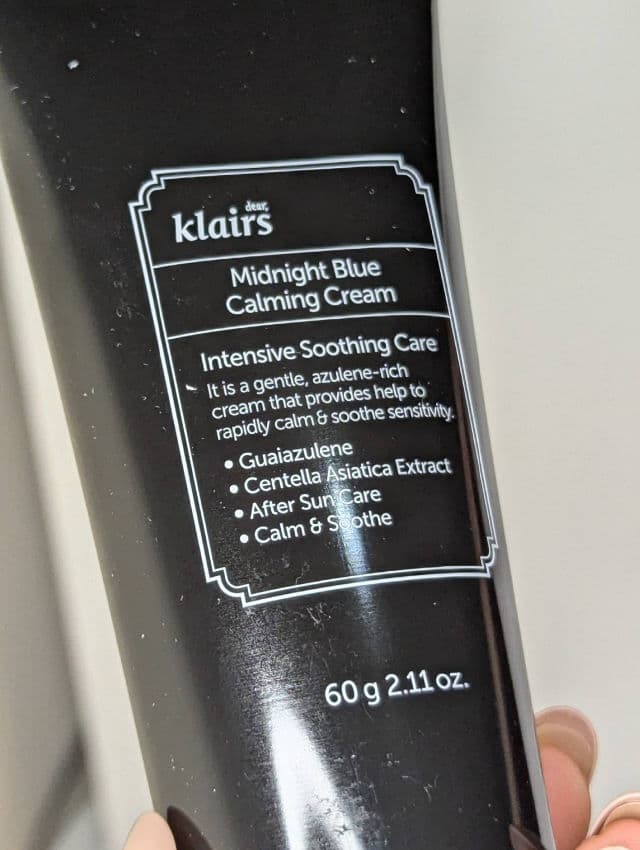 dear,
klairs
Midnight Blue
Calming Cream
Intensive Soothing Care
It is a gentle, azulene-rich
cream that provides help to
rapidly calm & soothe sensitivity.
• Guaiazulene
• Centella Asiatica Extract
• After Sun Care
• Calm & Soothe
60 g 2.11 oz.